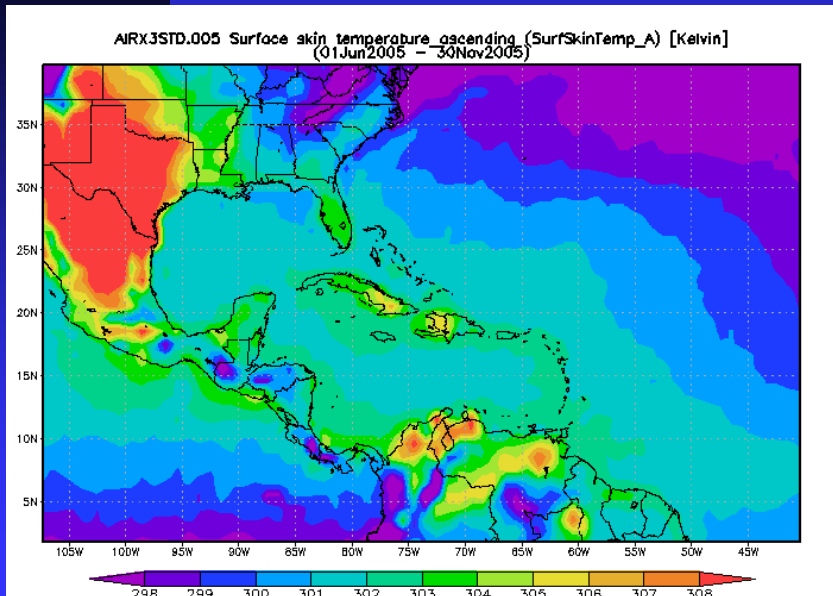 AIRX3STD.005 Surface skin temperature_ascending (SurfSkinTemp_A) [Kelvin]
(01Jun2005 - 30Nov2005)
35N
30N
25N
20N
15N
10N
5N
105W 100W 95W 90W 85W 80W 75W 70W 65W 60W 55W 50W 45W
298 299 300 301 302 303 304 305 306 307 308